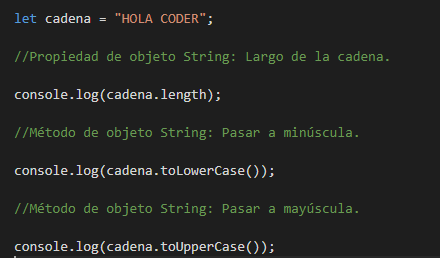 let cadena = "HOLA CODER";
//Propiedad de objeto String: Largo de la cadena.
console.log(cadena.length);
//Método de objeto String: Pasar a minúscula.
console.log(cadena.toLowerCase());
//Método de objeto String: Pasar a mayúscula.
console.log(cadena.toUpperCase());